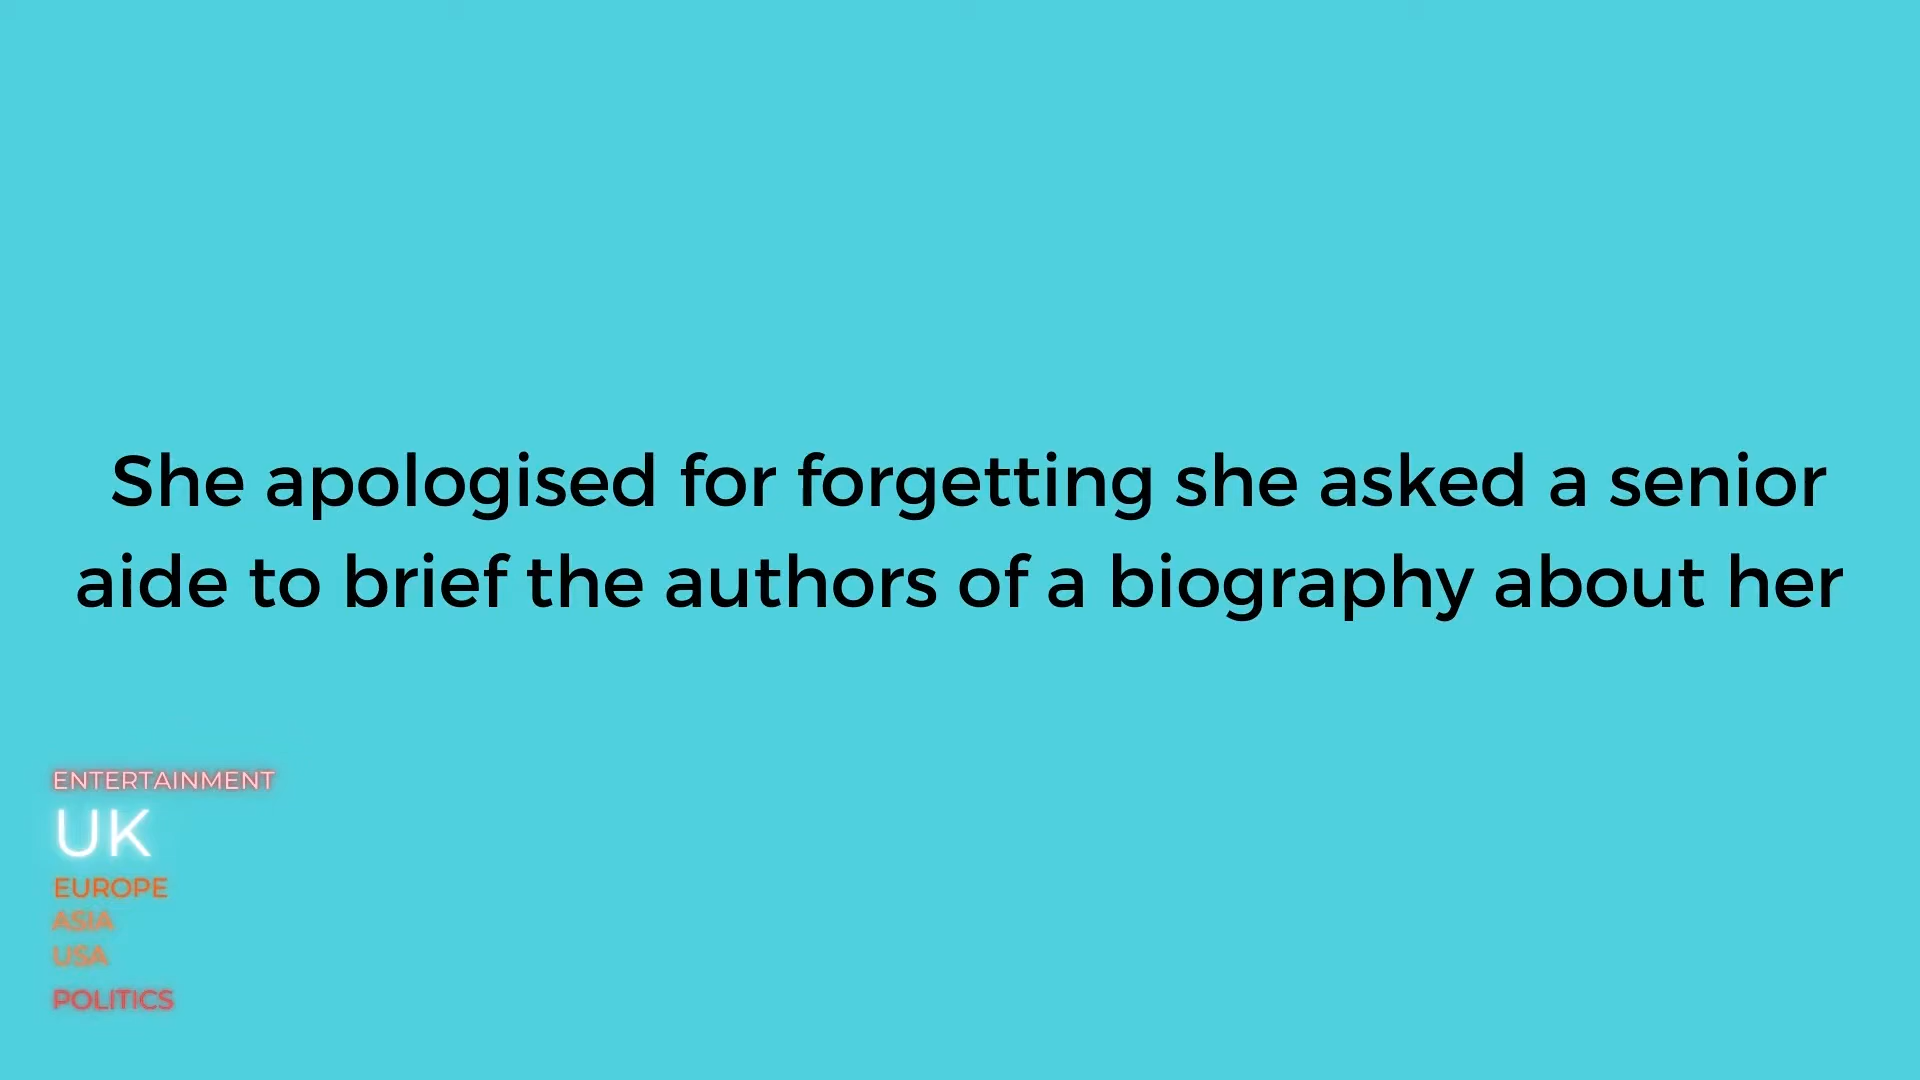 She apologised for forgetting she asked a senior
aide to brief the authors of a biography about her
ENTERTAINMENT
UK
EUROPE
ASIA
USA
POLITICS